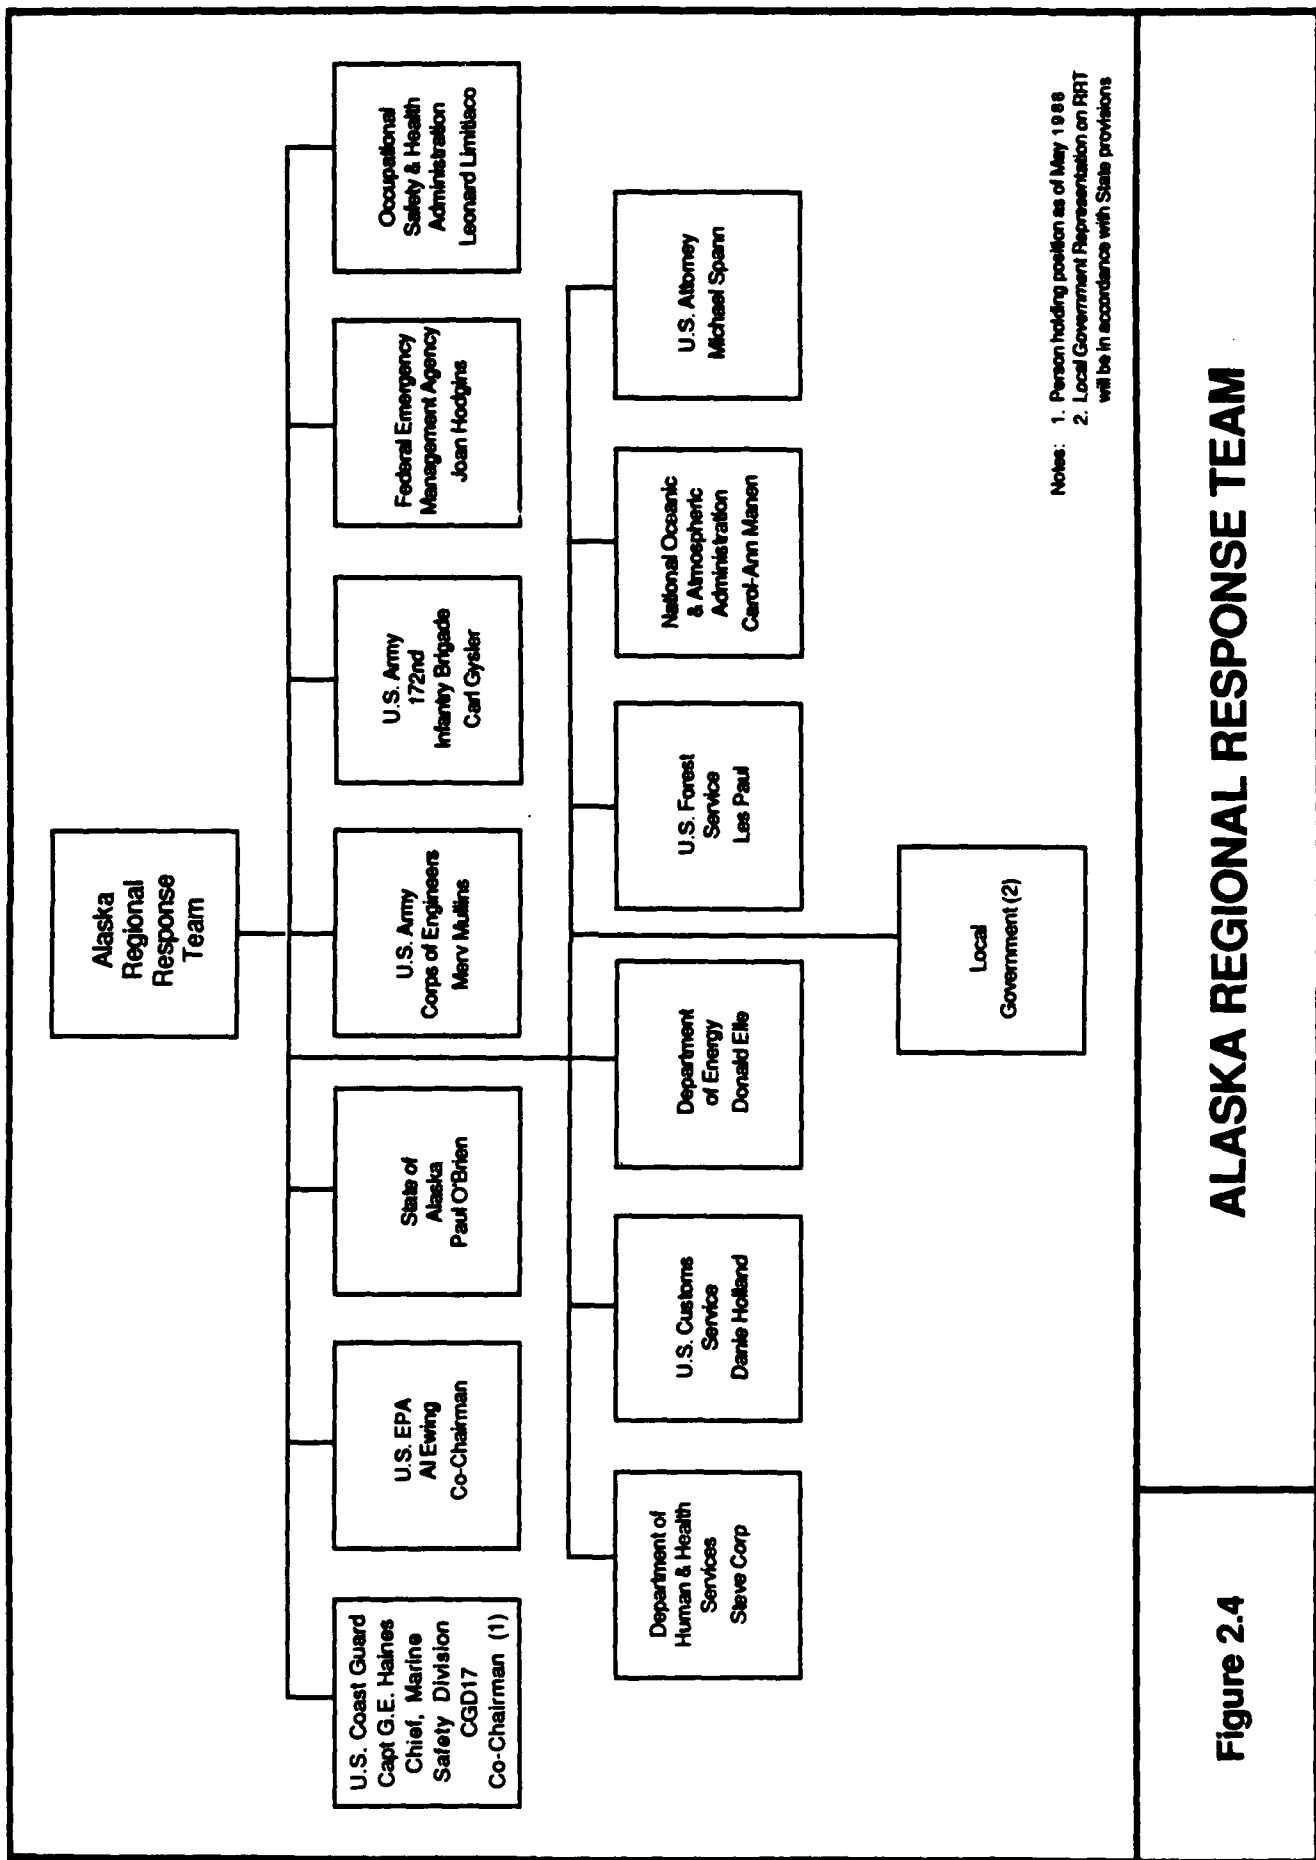 Alaska
Regional
Response
Team
U.S. Coast Guard
Capt G.E. Haines
Chief, Marine
Safety Division
CGD17
Co-Chairman (1)
U.S. EPA
Al Ewing
Co-Chairman
State of
Alaska
Paul O'Brien
U.S. Army
Corps of Engineers
Merv Mullins
U.S. Army
172nd
Infantry Brigade
Carl Gysler
Federal Emergency
Management Agency
Joan Hodgins
Occupational
Safety & Health
Administration
Leonard Limitiaco
Department of
Human & Health
Services
Steve Corp
U.S. Customs
Service
Danle Holland
Department
of Energy
Donald Elle
U.S. Forest
Service
Les Paul
National Oceanic
& Atmospheric
Administration
Carol-Ann Manen
U.S. Attorney
Michael Spann
Local
Government (2)
Notes: 1. Person holding position as of May 1988
2. Local Government Representation on RRT
will be in accordance with State provisions
Figure 2.4
ALASKA REGIONAL RESPONSE TEAM